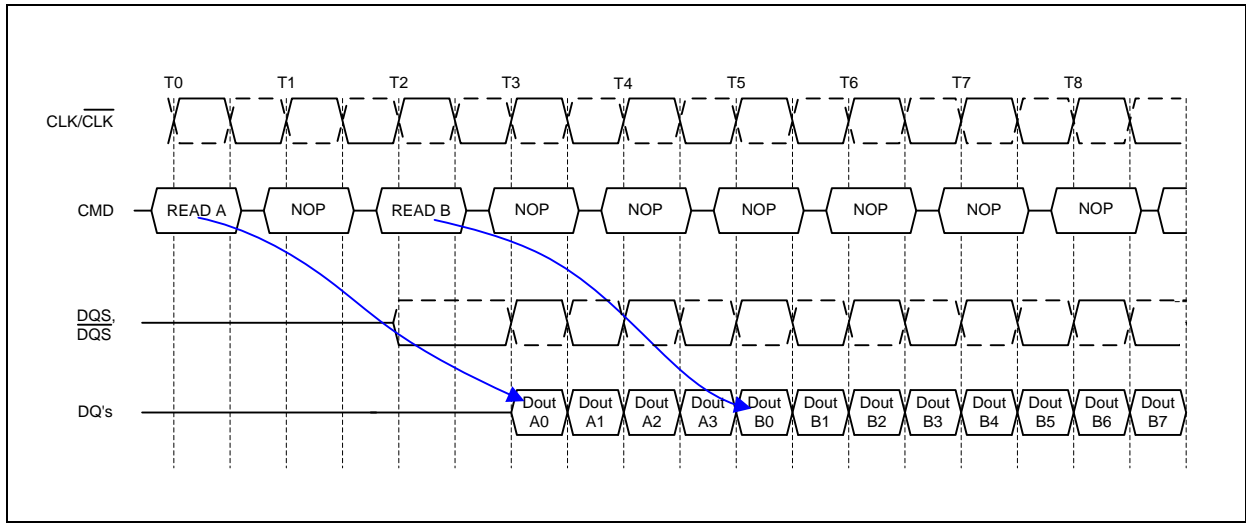 T0 T1 T2 T3 T4 T5 T6 T7 T8
CLK/CLK
CMD READ A NOP READ B NOP NOP NOP NOP NOP NOP
DQS,
DQS
DQ's Dout Dout Dout Dout Dout Dout Dout Dout Dout Dout Dout Dout
A0 A1 A2 A3 B0 B1 B2 B3 B4 B5 B6 B7